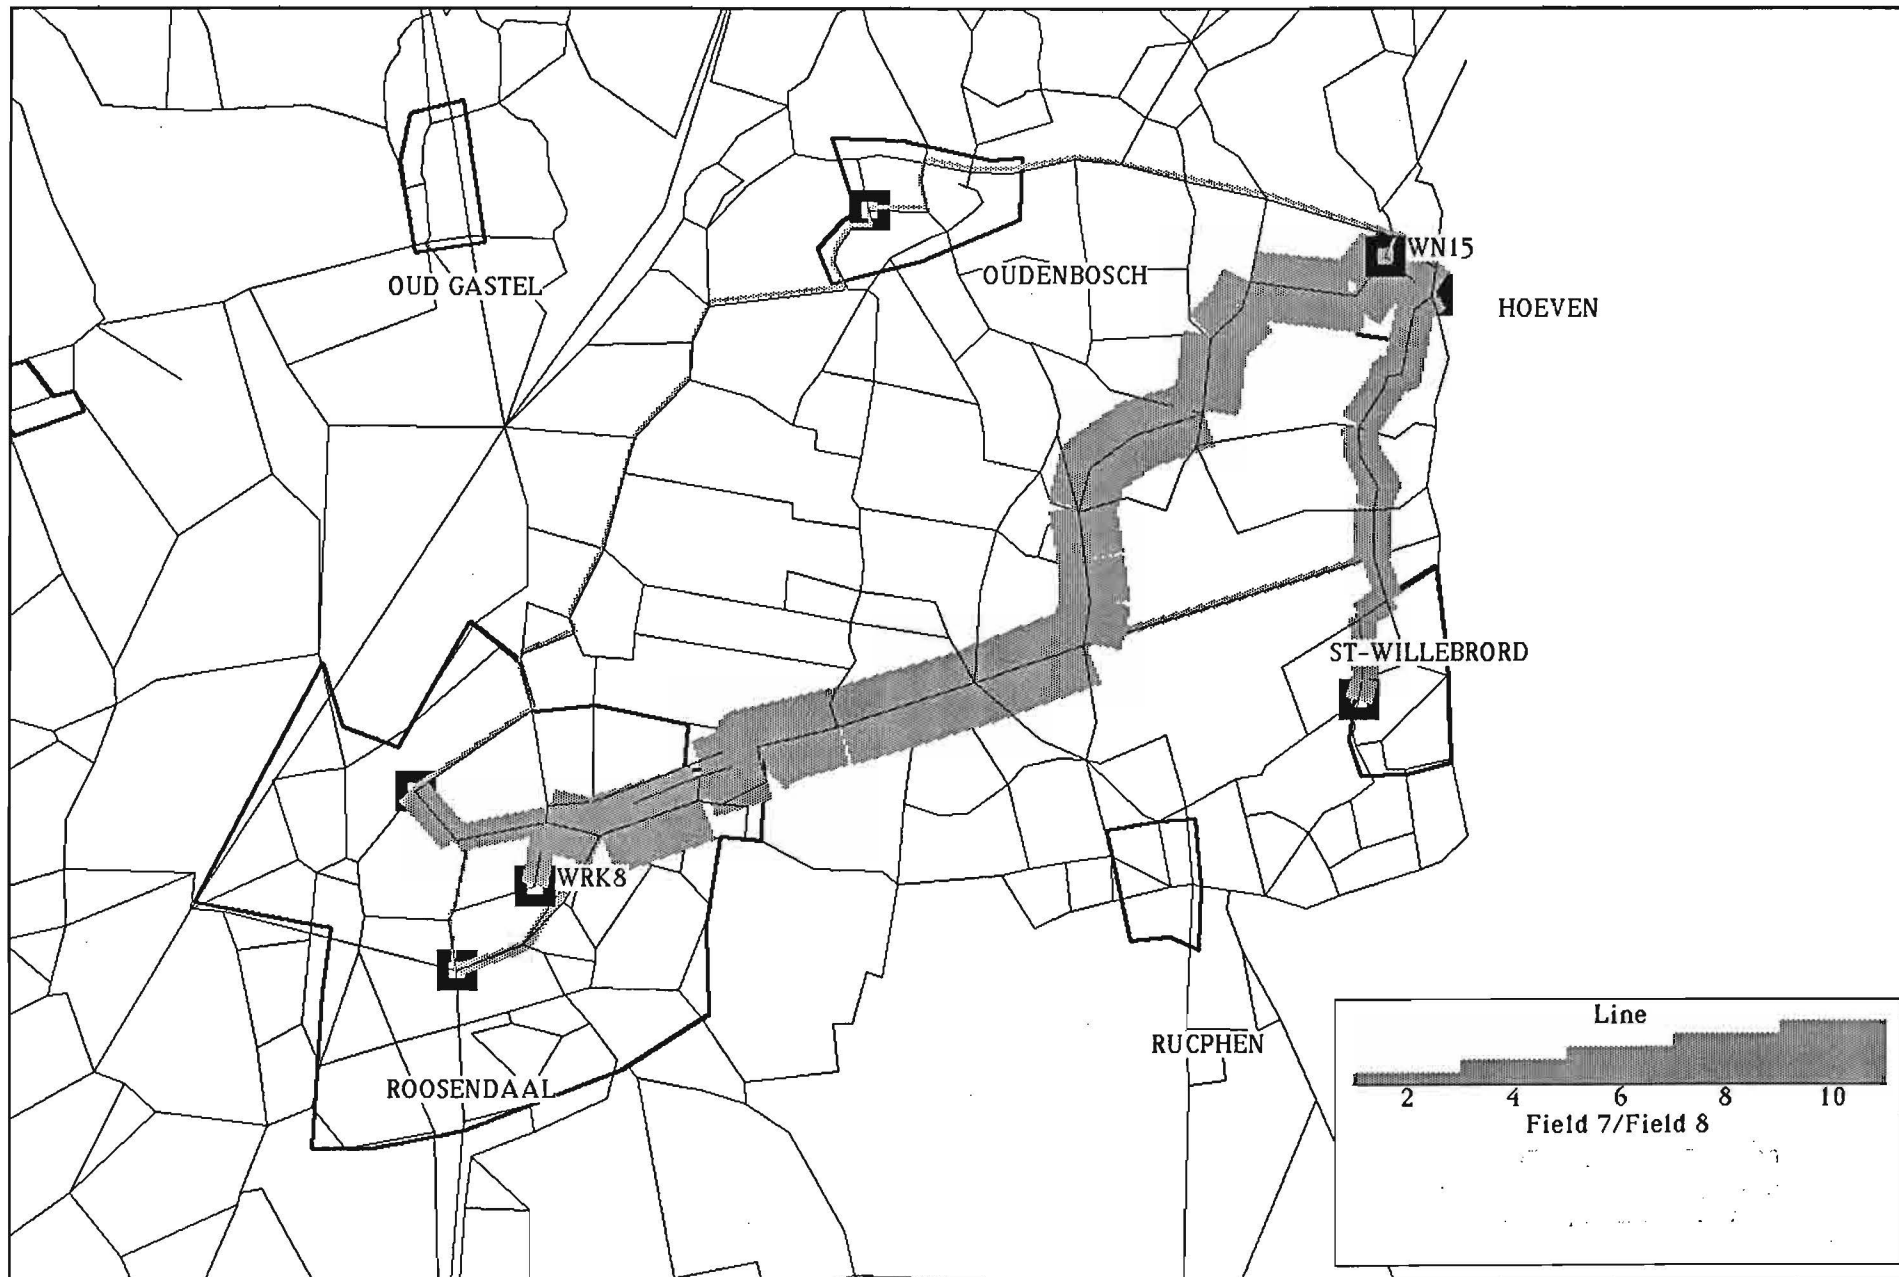 WN15
OUDENBOSCH
OUD GASTEL
HOEVEN
ST-WILLEBRORD
WRK8
RUCPHEN
ROOSENDAAL
Line
2 4 6 8 10
Field 7/Field 8